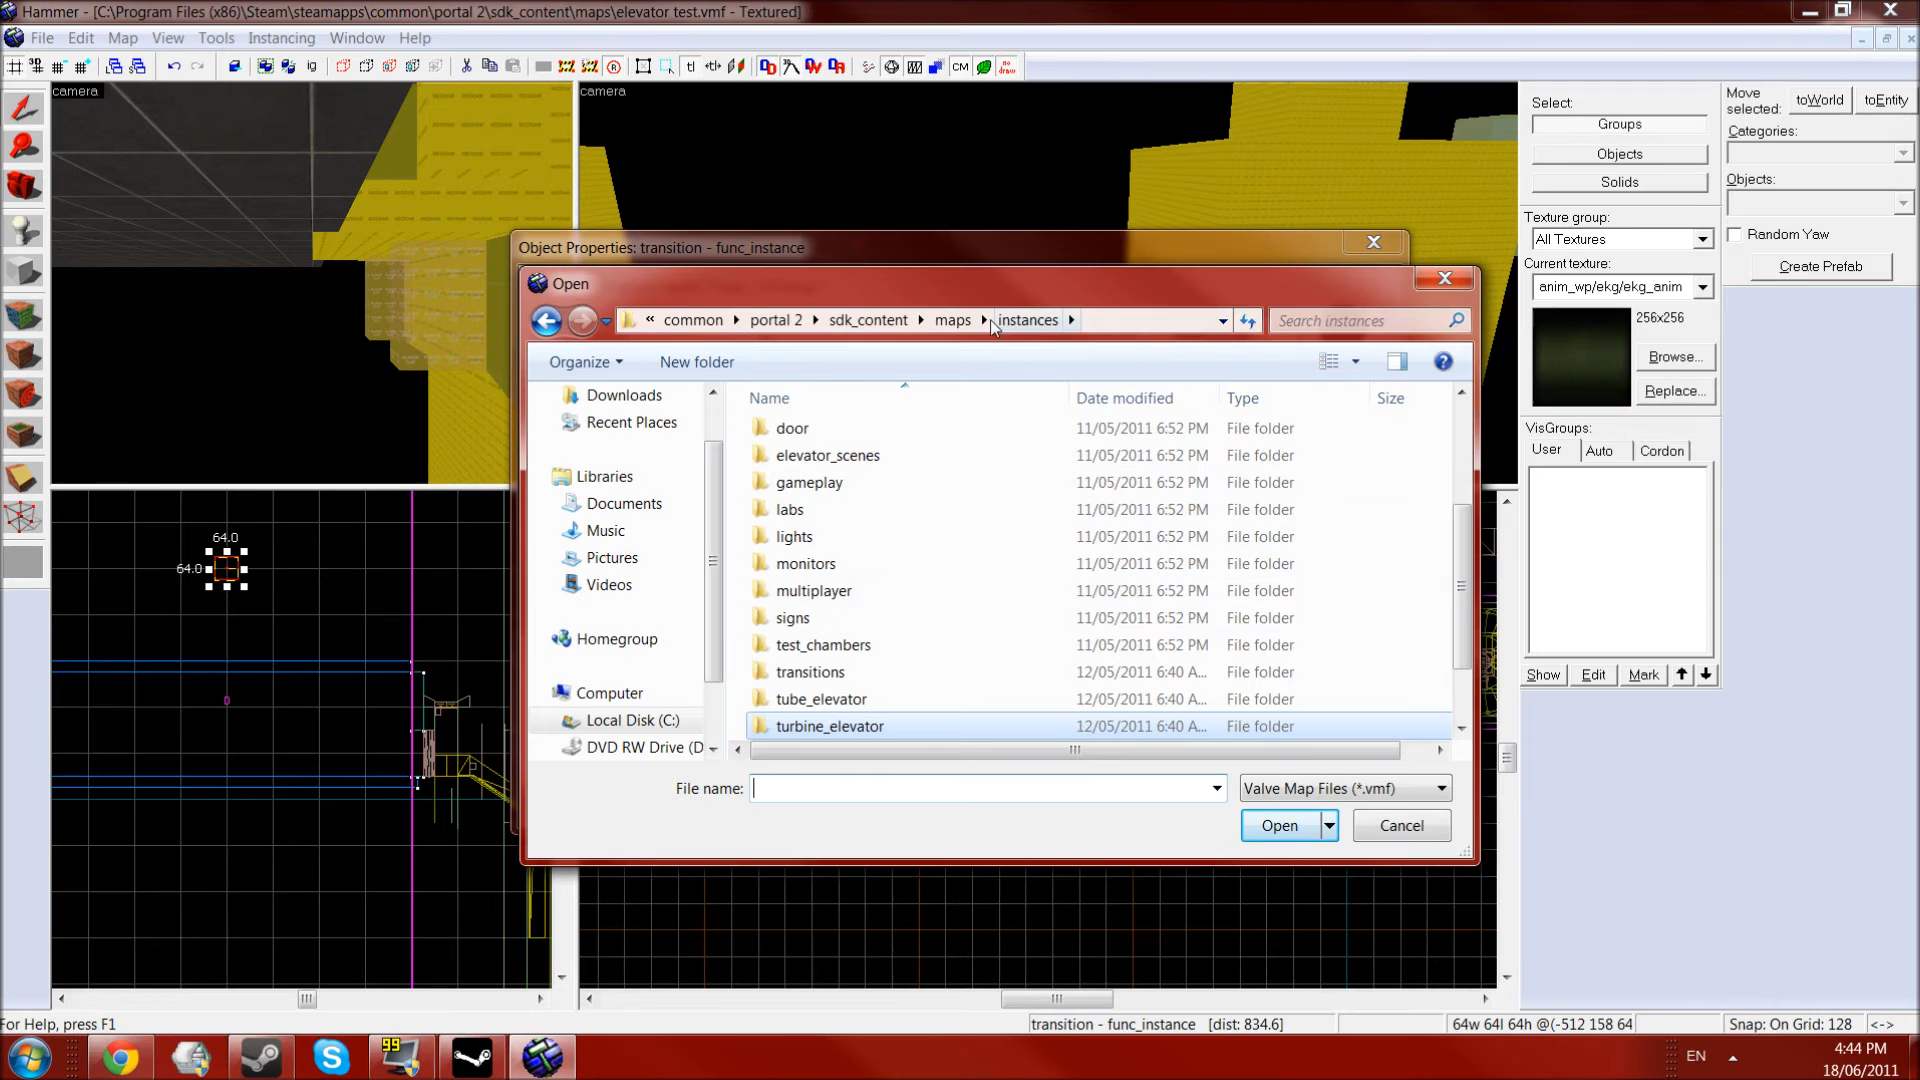 Hammer - [C:\Program Files (x86)\Steam\steamapps\common\portal 2\sdk_content\maps\elevator test.vmf - Textured]
File Edit Map View Tools Instancing Window Help
camera
camera
Select:
Groups
Objects
Solids
Move selected:
toWorld
toEntity
Categories:
Objects:
Texture group:
All Textures
Random Yaw
Create Prefab
Current texture:
anim_wp/ekg/ekg_anim
256x256
Browse...
Replace...
VisGroups:
User Auto Cordon
Show Edit Mark
Object Properties: transition - func_instance
Open
« common portal 2 sdk_content maps instances
Search instances
Organize New folder
Name Date modified Type Size
Downloads
Recent Places
Libraries
Documents
Music
Pictures
Videos
Homegroup
Computer
Local Disk (C:)
DVD RW Drive (D
door 11/05/2011 6:52 PM File folder
elevator_scenes 11/05/2011 6:52 PM File folder
gameplay 11/05/2011 6:52 PM File folder
labs 11/05/2011 6:52 PM File folder
lights 11/05/2011 6:52 PM File folder
monitors 11/05/2011 6:52 PM File folder
multiplayer 11/05/2011 6:52 PM File folder
signs 11/05/2011 6:52 PM File folder
test_chambers 11/05/2011 6:52 PM File folder
transitions 12/05/2011 6:40 A... File folder
tube_elevator 12/05/2011 6:40 A... File folder
turbine_elevator 12/05/2011 6:40 A... File folder
File name:
Valve Map Files (*.vmf)
Open Cancel
64.0
64.0
For Help, press F1
transition - func_instance [dist: 834.6]
64w 64l 64h @(-512 158 64
Snap: On Grid: 128
<->
99
EN
4:44 PM
18/06/2011